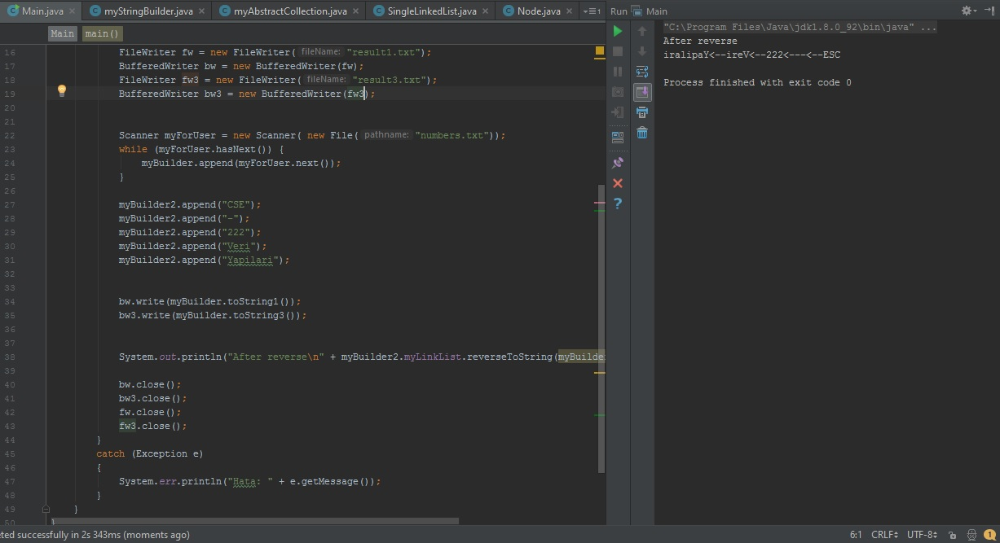 Main.java × myStringBuilder.java × myAbstractCollection.java × SingleLinkedList.java × Node.java ×
Run Main
Main main()
16 FileWriter fw = new FileWriter( fileName: "result1.txt");
17 BufferedWriter bw = new BufferedWriter(fw);
18 FileWriter fw3 = new FileWriter( fileName: "result3.txt");
19 BufferedWriter bw3 = new BufferedWriter(fw3);
20
21
22 Scanner myForUser = new Scanner( new File( pathname: "numbers.txt"));
23 while (myForUser.hasNext()) {
24 myBuilder.append(myForUser.next());
25 }
26
27 myBuilder2.append("CSE");
28 myBuilder2.append("-");
29 myBuilder2.append("222");
30 myBuilder2.append("Veri");
31 myBuilder2.append("Yapilari");
32
33
34 bw.write(myBuilder.toString1());
35 bw3.write(myBuilder.toString3());
36
37
38 System.out.println("After reverse\n" + myBuilder2.myLinkList.reverseToString(myBuilde
39
40 bw.close();
41 bw3.close();
42 fw.close();
43 fw3.close();
44 }
45 catch (Exception e)
46 {
47 System.err.println("Hata: " + e.getMessage());
48 }
49 }
50 }
"C:\Program Files\Java\jdk1.8.0_92\bin\java" ...
After reverse
iralipaY<--ireV<--222<---<--ESC
Process finished with exit code 0
ted successfully in 2s 343ms (moments ago)
6:1 CRLF UTF-8 1